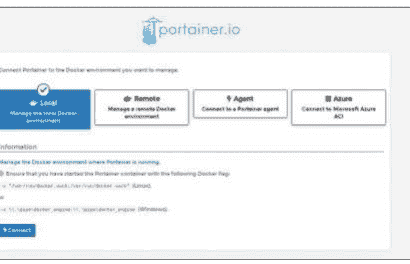 portainer.io
Connect Portainer to the Docker environment you want to manage.
Local
Manage the local Docker environment
Remote
Manage a remote Docker environment
Agent
Connect to a Portainer agent
Azure
Connect to Microsoft Azure ACI
Information
Manage the Docker environment where Portainer is running.
Ensure that you have started the Portainer container with the following Docker flag:
-v "/var/run/docker.sock:/var/run/docker.sock" (Linux).
or
-v \\.\pipe\docker_engine:\\.\pipe\docker_engine (Windows).
Connect